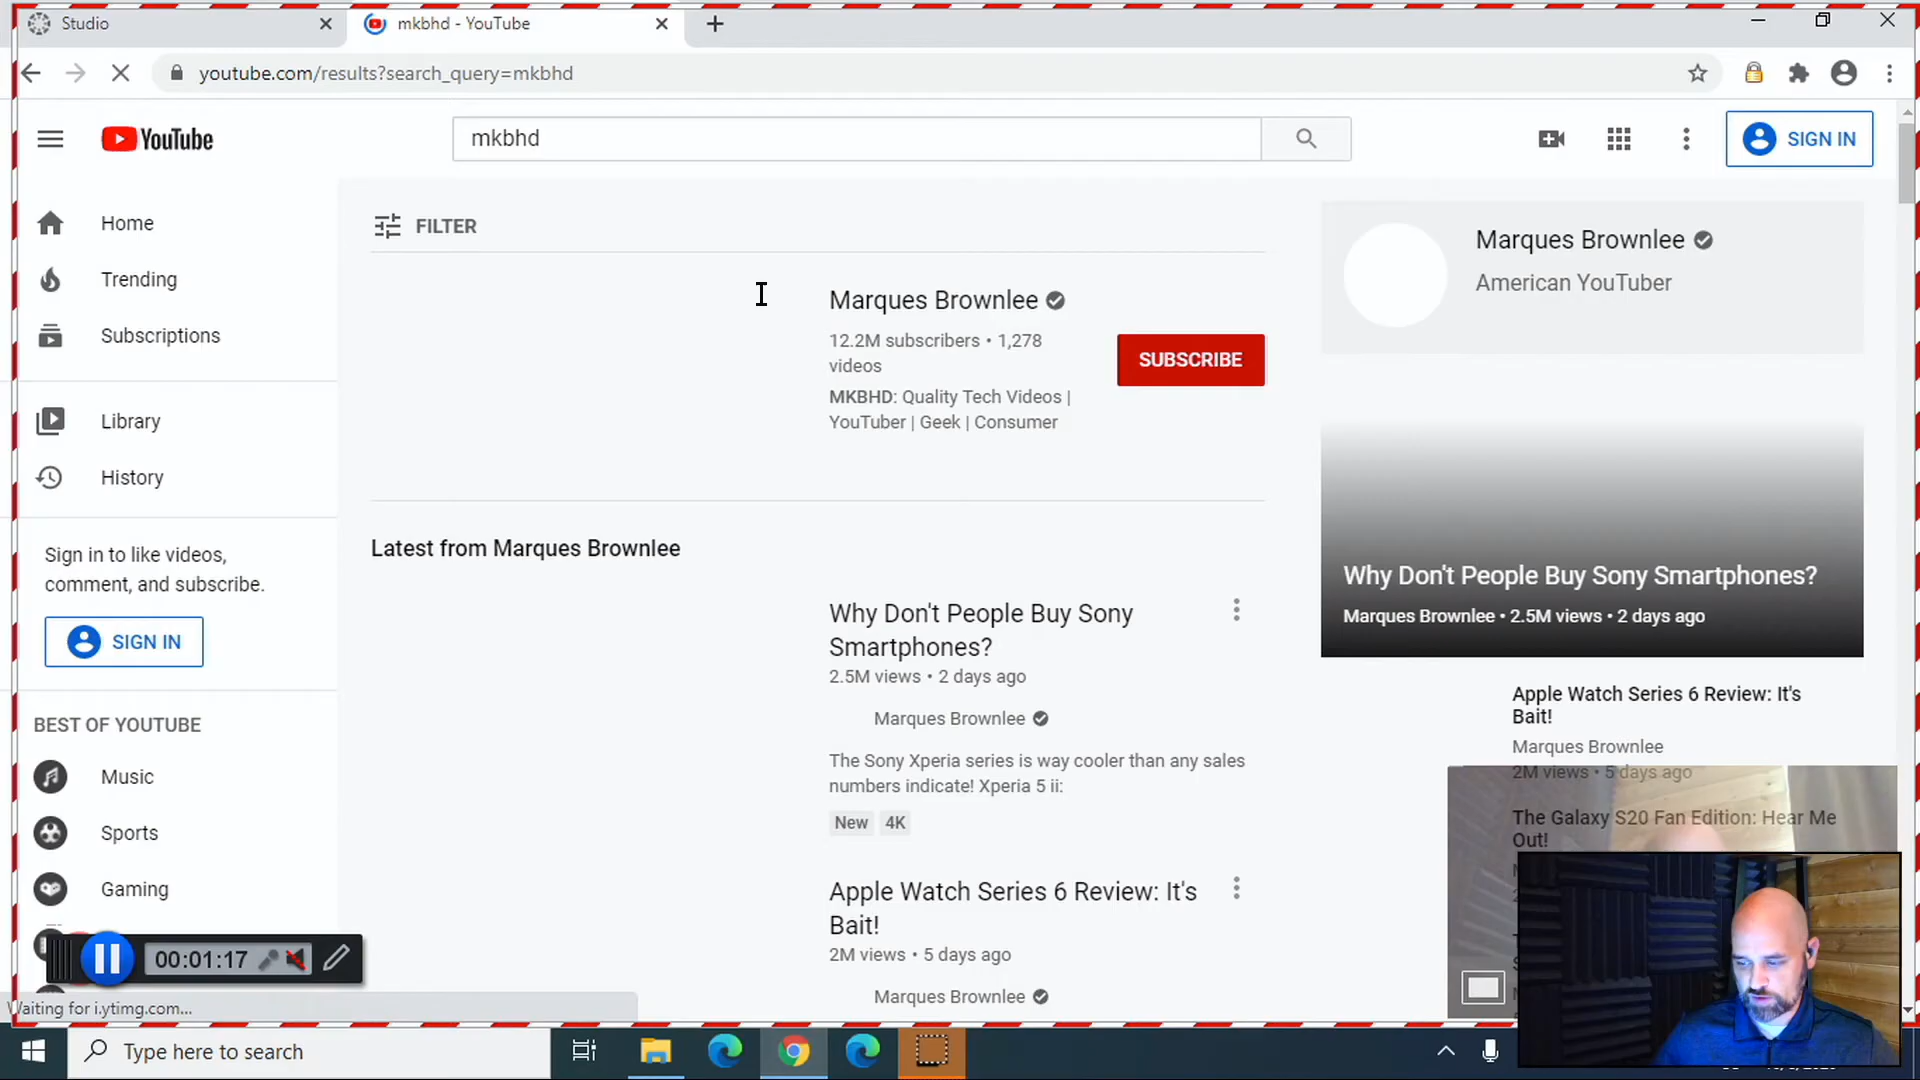 Studio
mkbhd - YouTube
youtube.com/results?search_query=mkbhd
YouTube
mkbhd
SIGN IN
Home
Trending
Subscriptions
Library
History
Sign in to like videos,
comment, and subscribe.
SIGN IN
BEST OF YOUTUBE
Music
Sports
Gaming
FILTER
Marques Brownlee
12.2M subscribers • 1,278
videos
MKBHD: Quality Tech Videos |
YouTuber | Geek | Consumer
SUBSCRIBE
Latest from Marques Brownlee
Why Don't People Buy Sony
Smartphones?
2.5M views • 2 days ago
Marques Brownlee
The Sony Xperia series is way cooler than any sales
numbers indicate! Xperia 5 ii:
New 4K
Apple Watch Series 6 Review: It's
Bait!
2M views • 5 days ago
Marques Brownlee
Marques Brownlee
American YouTuber
Why Don't People Buy Sony Smartphones?
Marques Brownlee • 2.5M views • 2 days ago
Apple Watch Series 6 Review: It's
Bait!
Marques Brownlee
2M views • 5 days ago
The Galaxy S20 Fan Edition: Hear Me
Out!
00:01:17
Waiting for i.ytimg.com...
Type here to search